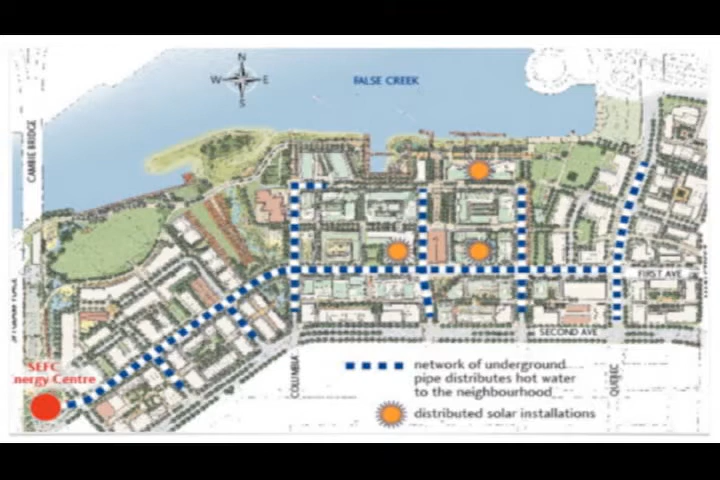 N
W E
S
FALSE CREEK
CAMBIE BRIDGE
FIRST AVE
SECOND AVE
SEFC
nergy Centre
COLUMBIA
QUEBEC
network of underground
pipe distributes hot water
to the neighbourhood
distributed solar installations